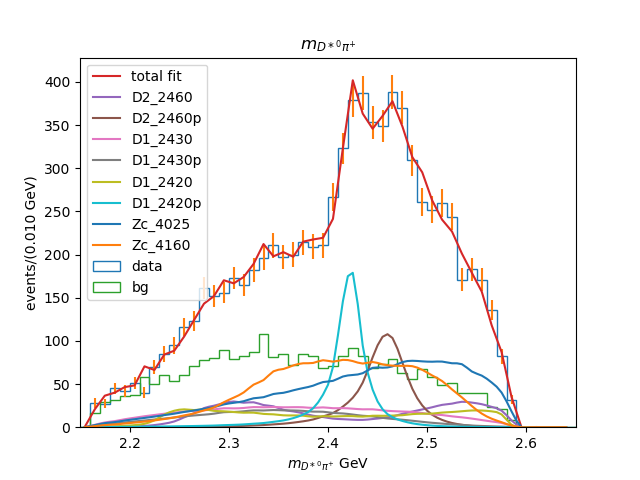 m_{D*^0π^+}
400
350
300
250
200
150
100
50
0
events/(0.010 GeV)
total fit
D2_2460
D2_2460p
D1_2430
D1_2430p
D1_2420
D1_2420p
Zc_4025
Zc_4160
data
bg
2.2 2.3 2.4 2.5 2.6
m_{D*^0π^+} GeV